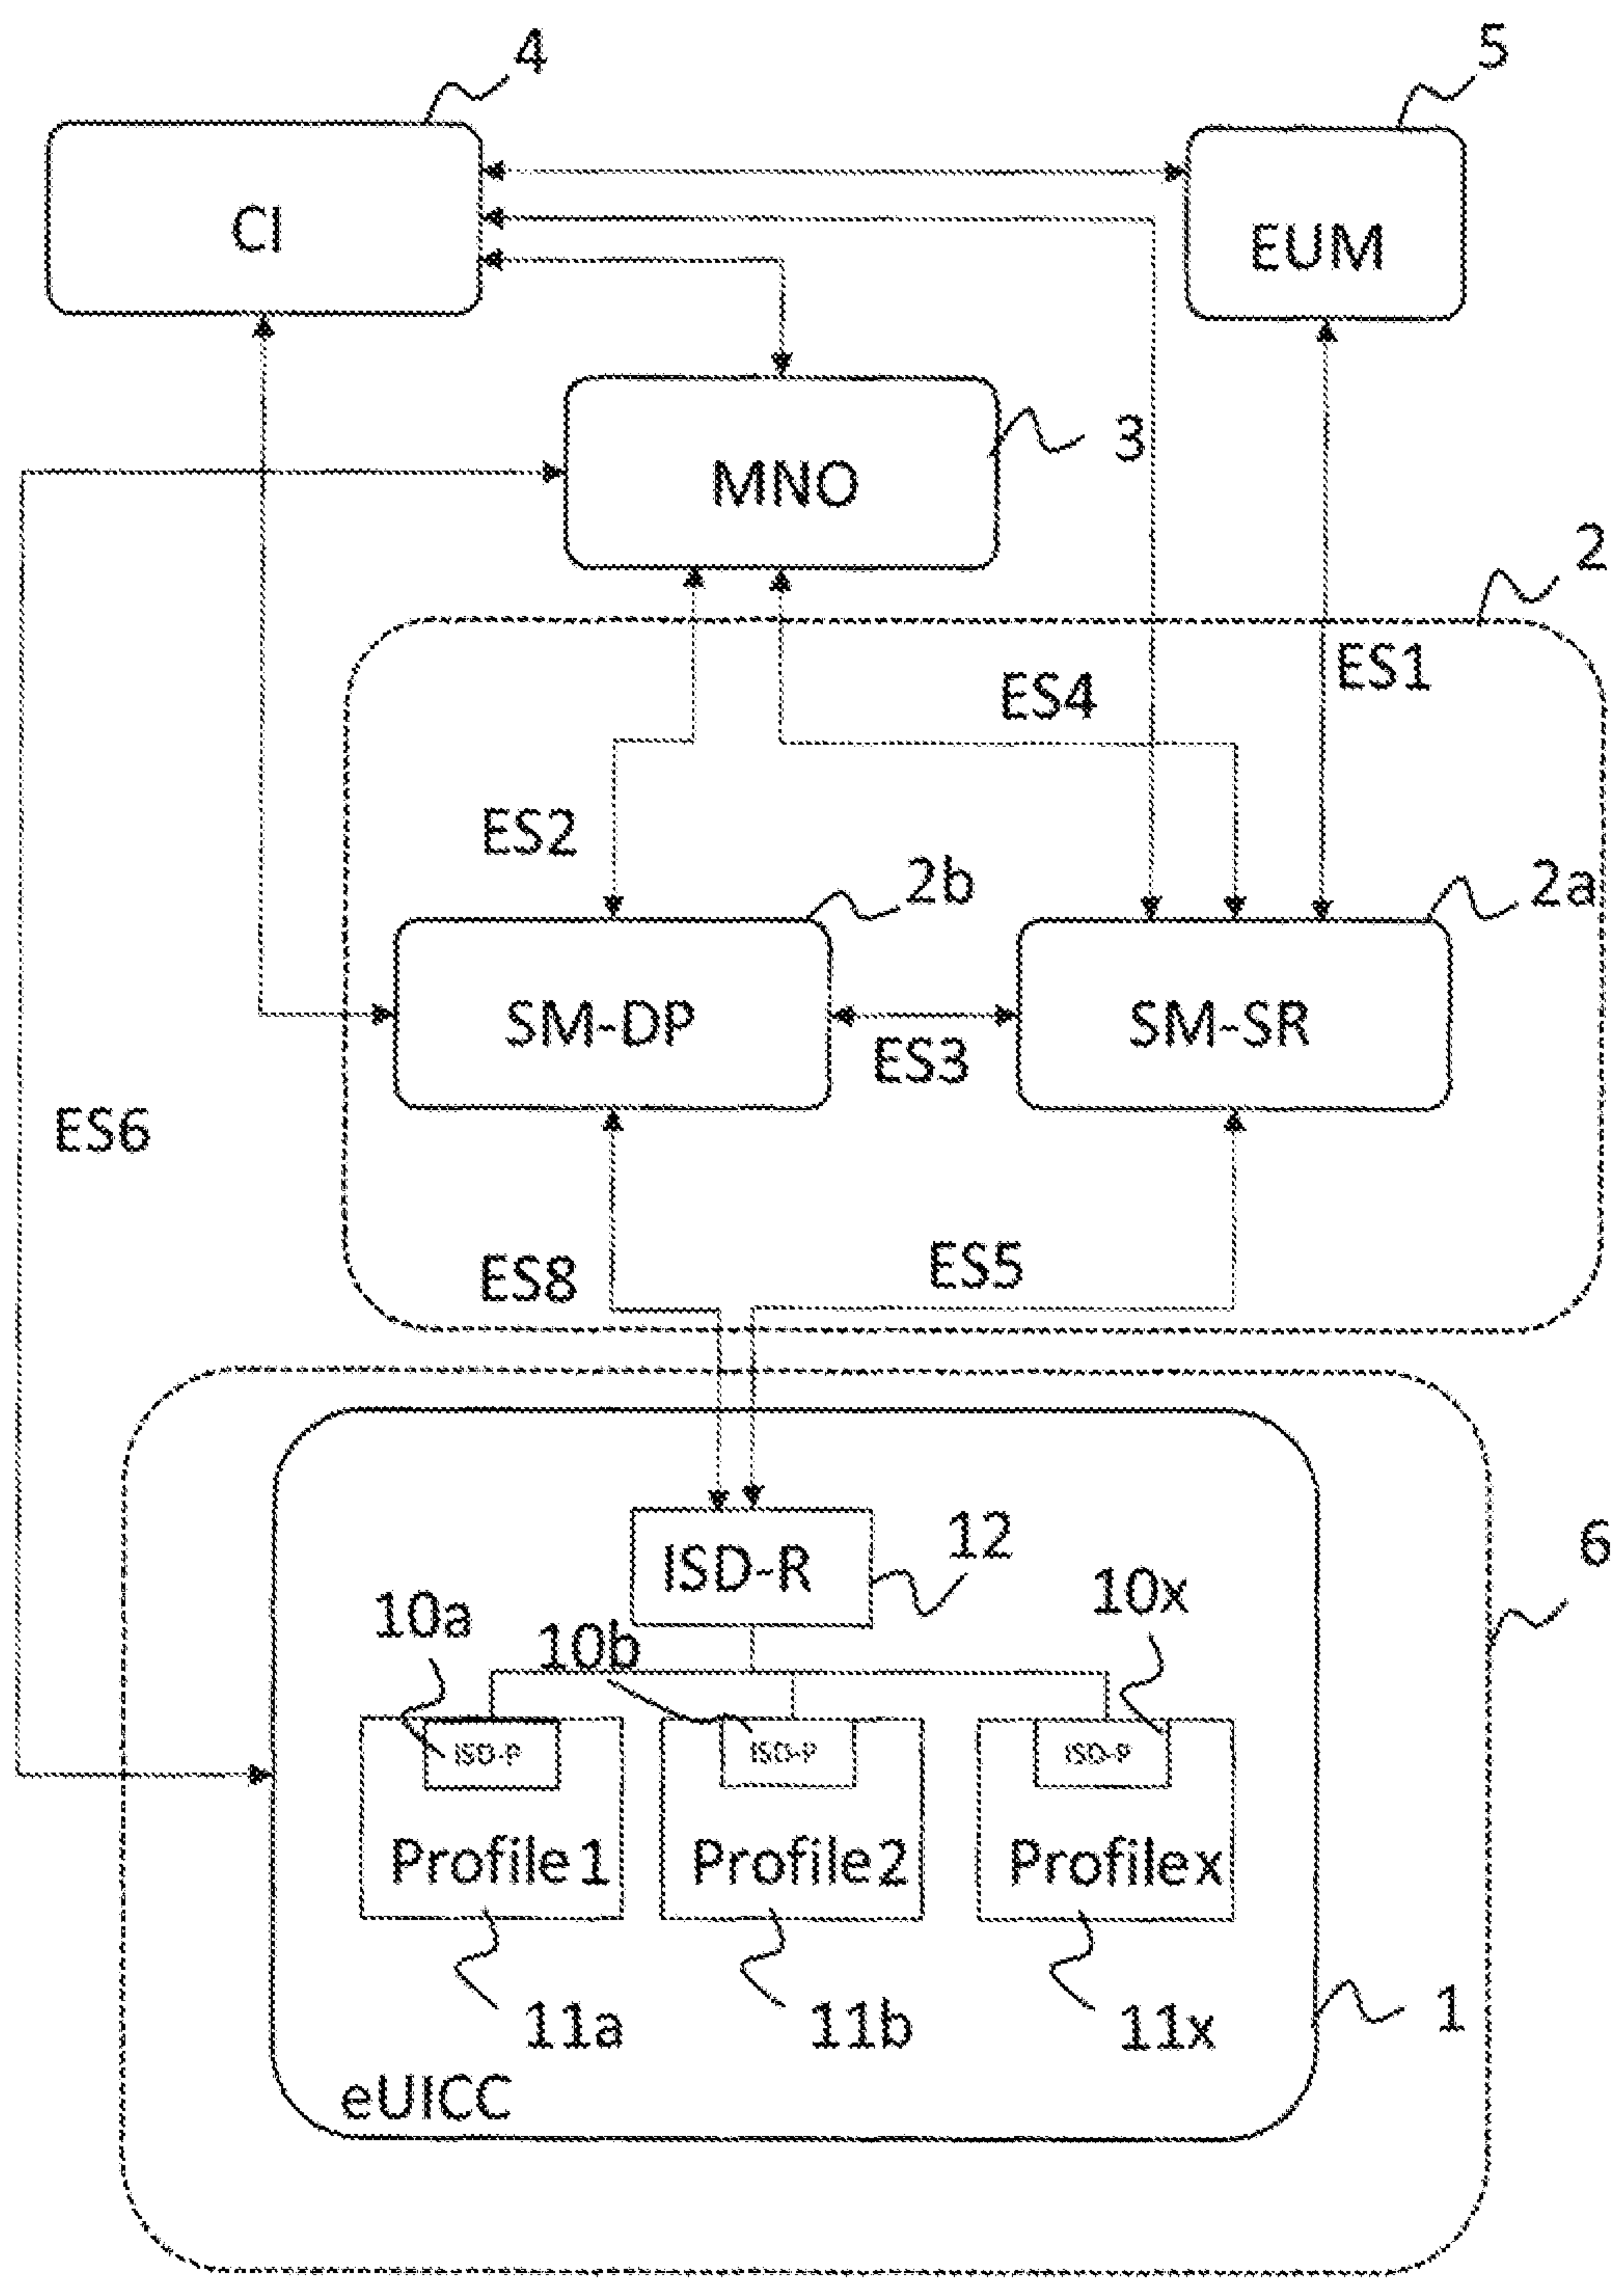 4
5
CI
EUM
3
MNO
2
ES1
ES4
ES2
2b
2a
SM-DP
SM-SR
ES3
ES6
ES8
ES5
ISD-R
12
6
10a
10b
10x
ISD-P
ISD-P
ISD-P
Profile1
Profile2
Profilex
11a
11b
11x
1
eUICC